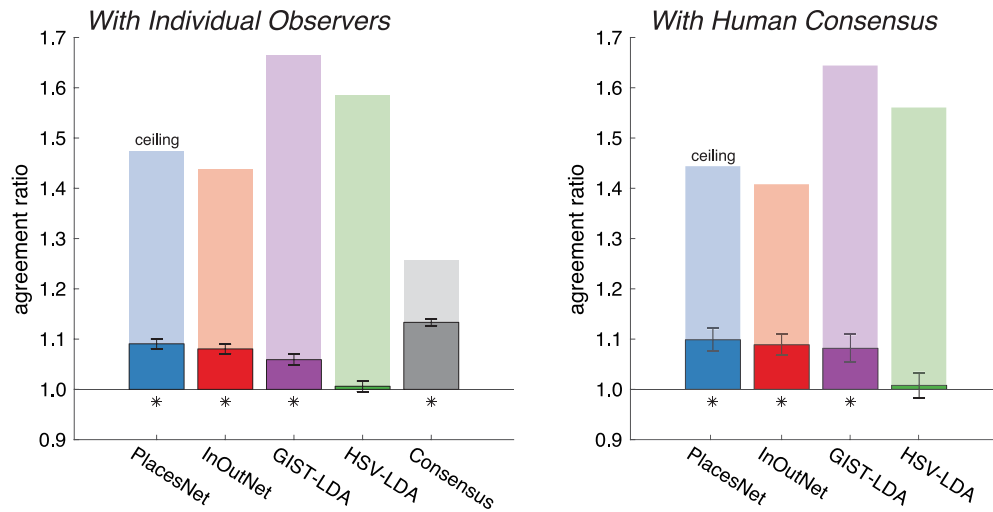 With Individual Observers
agreement ratio
1.7
1.6
1.5
1.4
1.3
1.2
1.1
1.0
0.9
ceiling
* * * *
PlacesNet
InOutNet
GIST-LDA
HSV-LDA
Consensus
With Human Consensus
agreement ratio
1.7
1.6
1.5
1.4
1.3
1.2
1.1
1.0
0.9
ceiling
* * *
PlacesNet
InOutNet
GIST-LDA
HSV-LDA